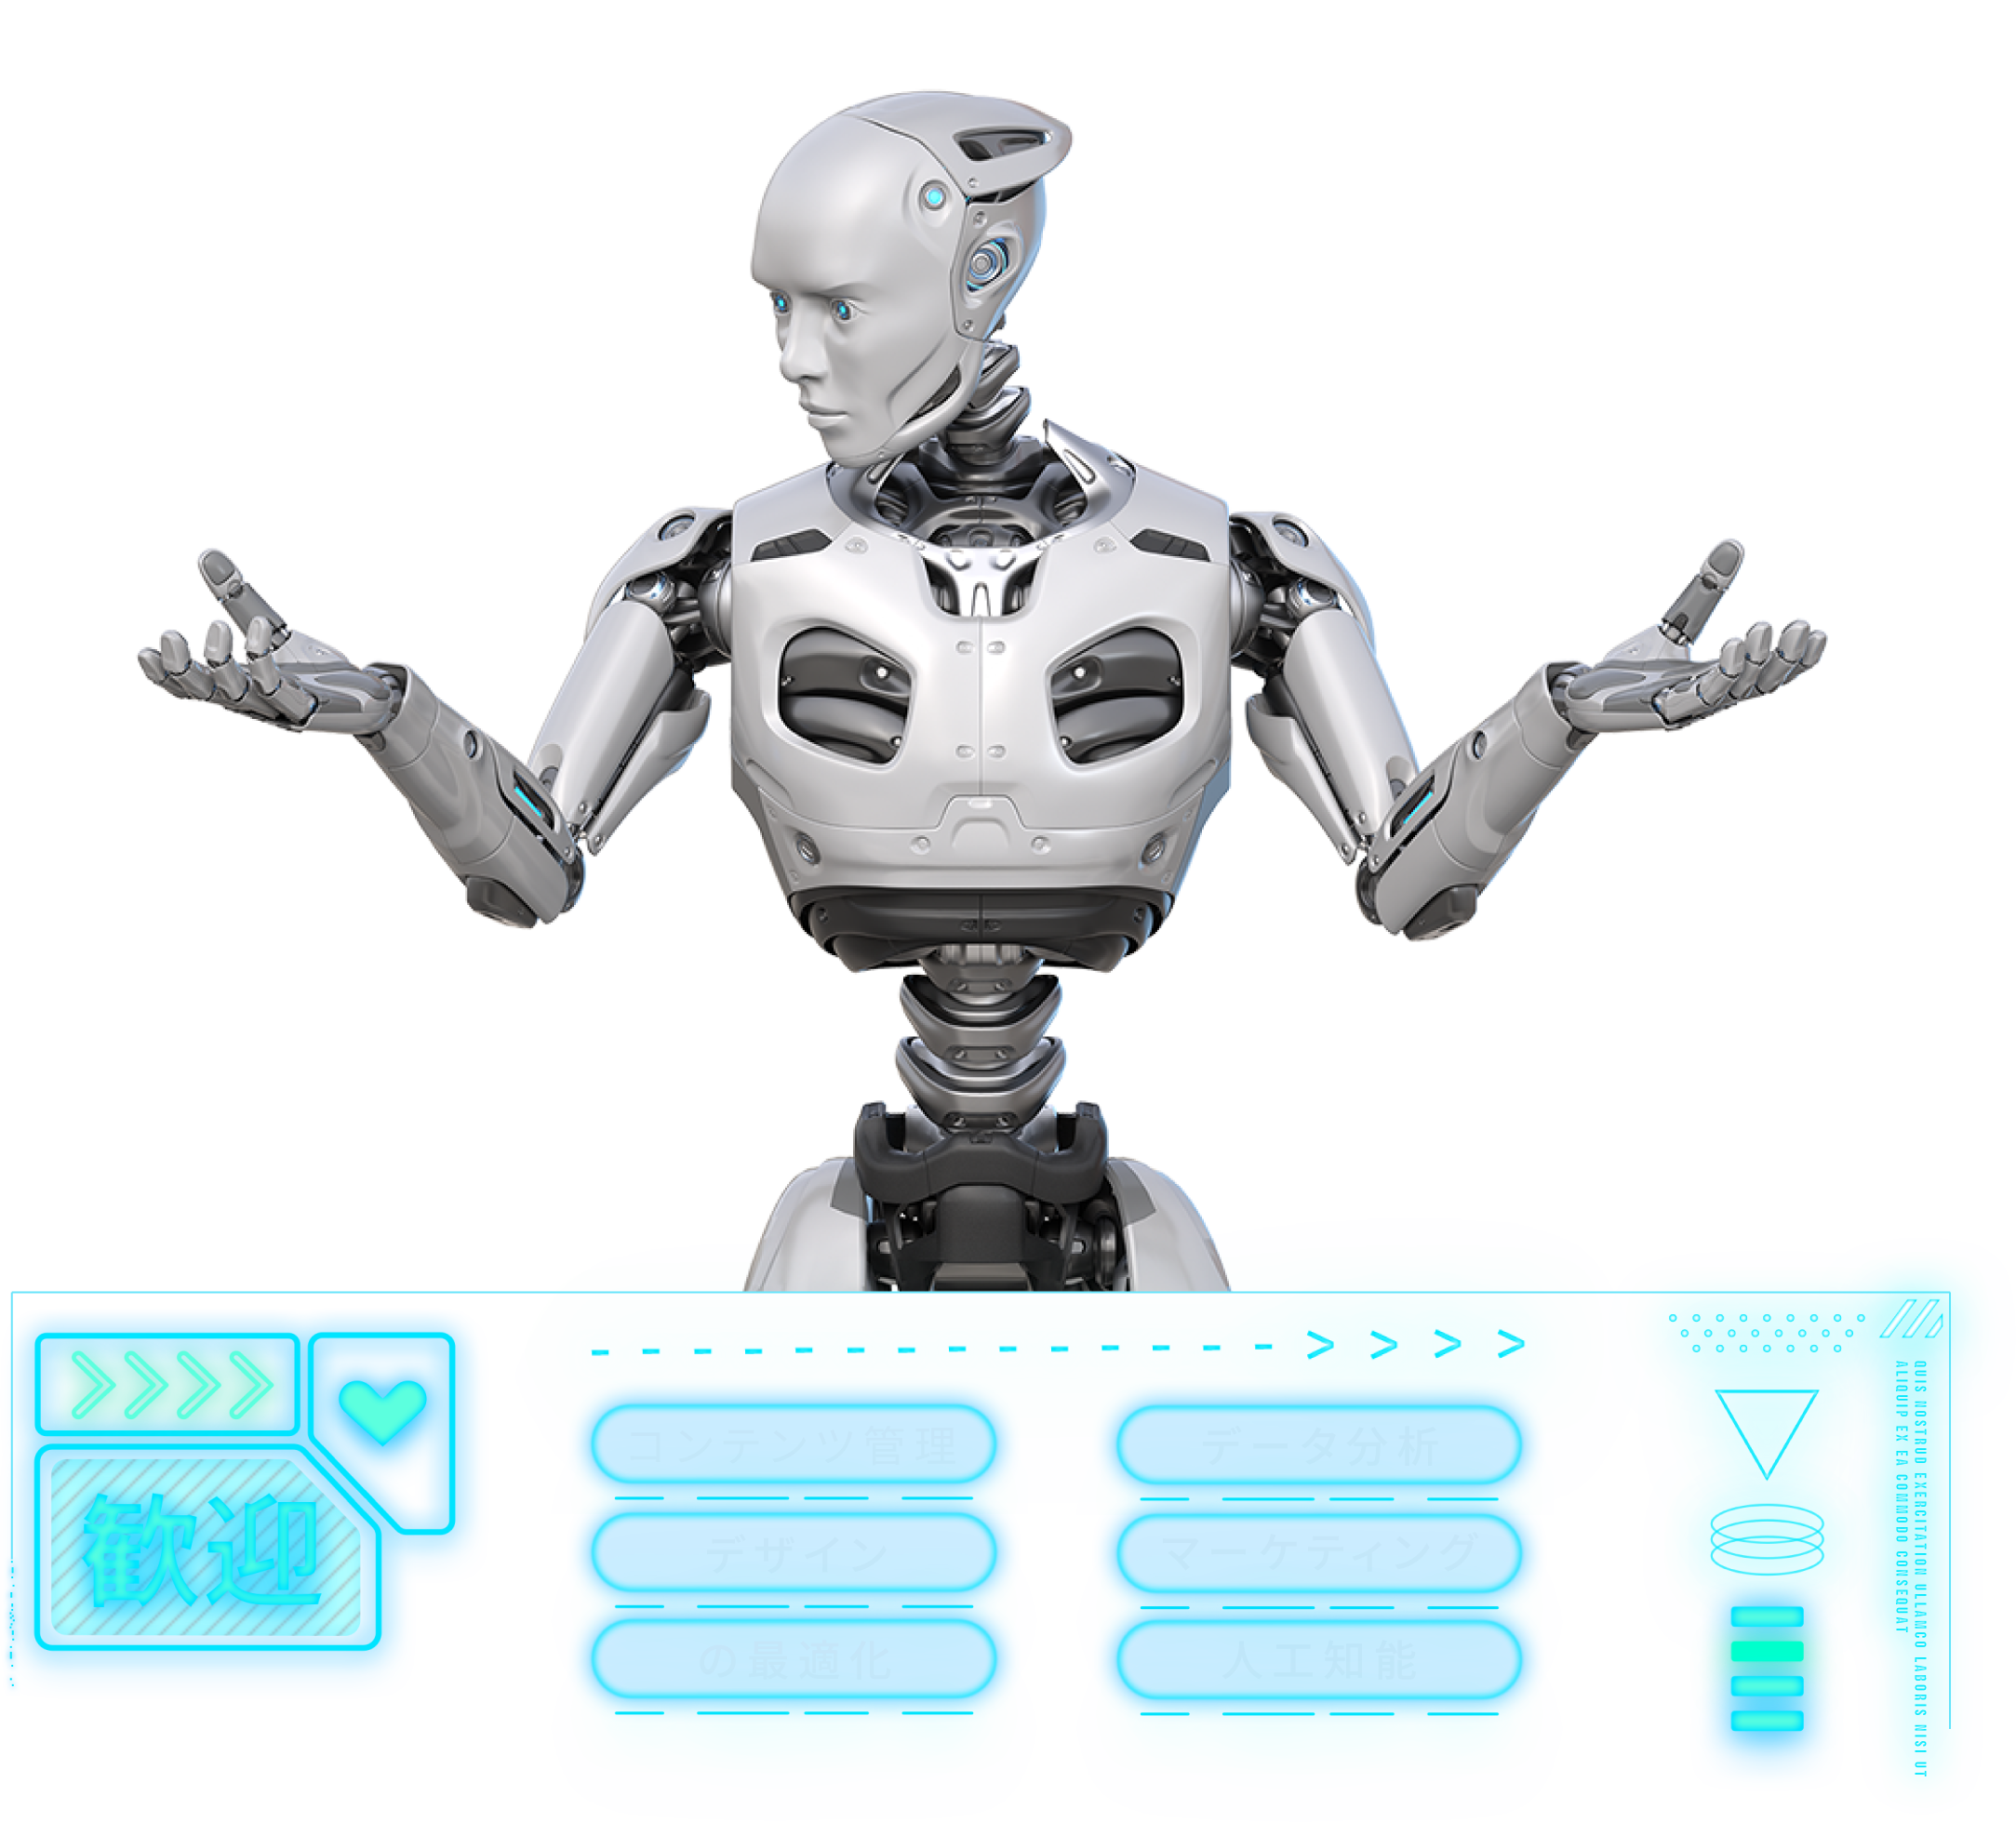 歓迎
コンテンツ管理
データ分析
デザイン
マーケティング
の最適化
人工知能
QUIS NOSTRUD EXERCITATION ULLAMCO LABORIS NISI UT
ALIQUIP EX EA COMMODO CONSEQUAT